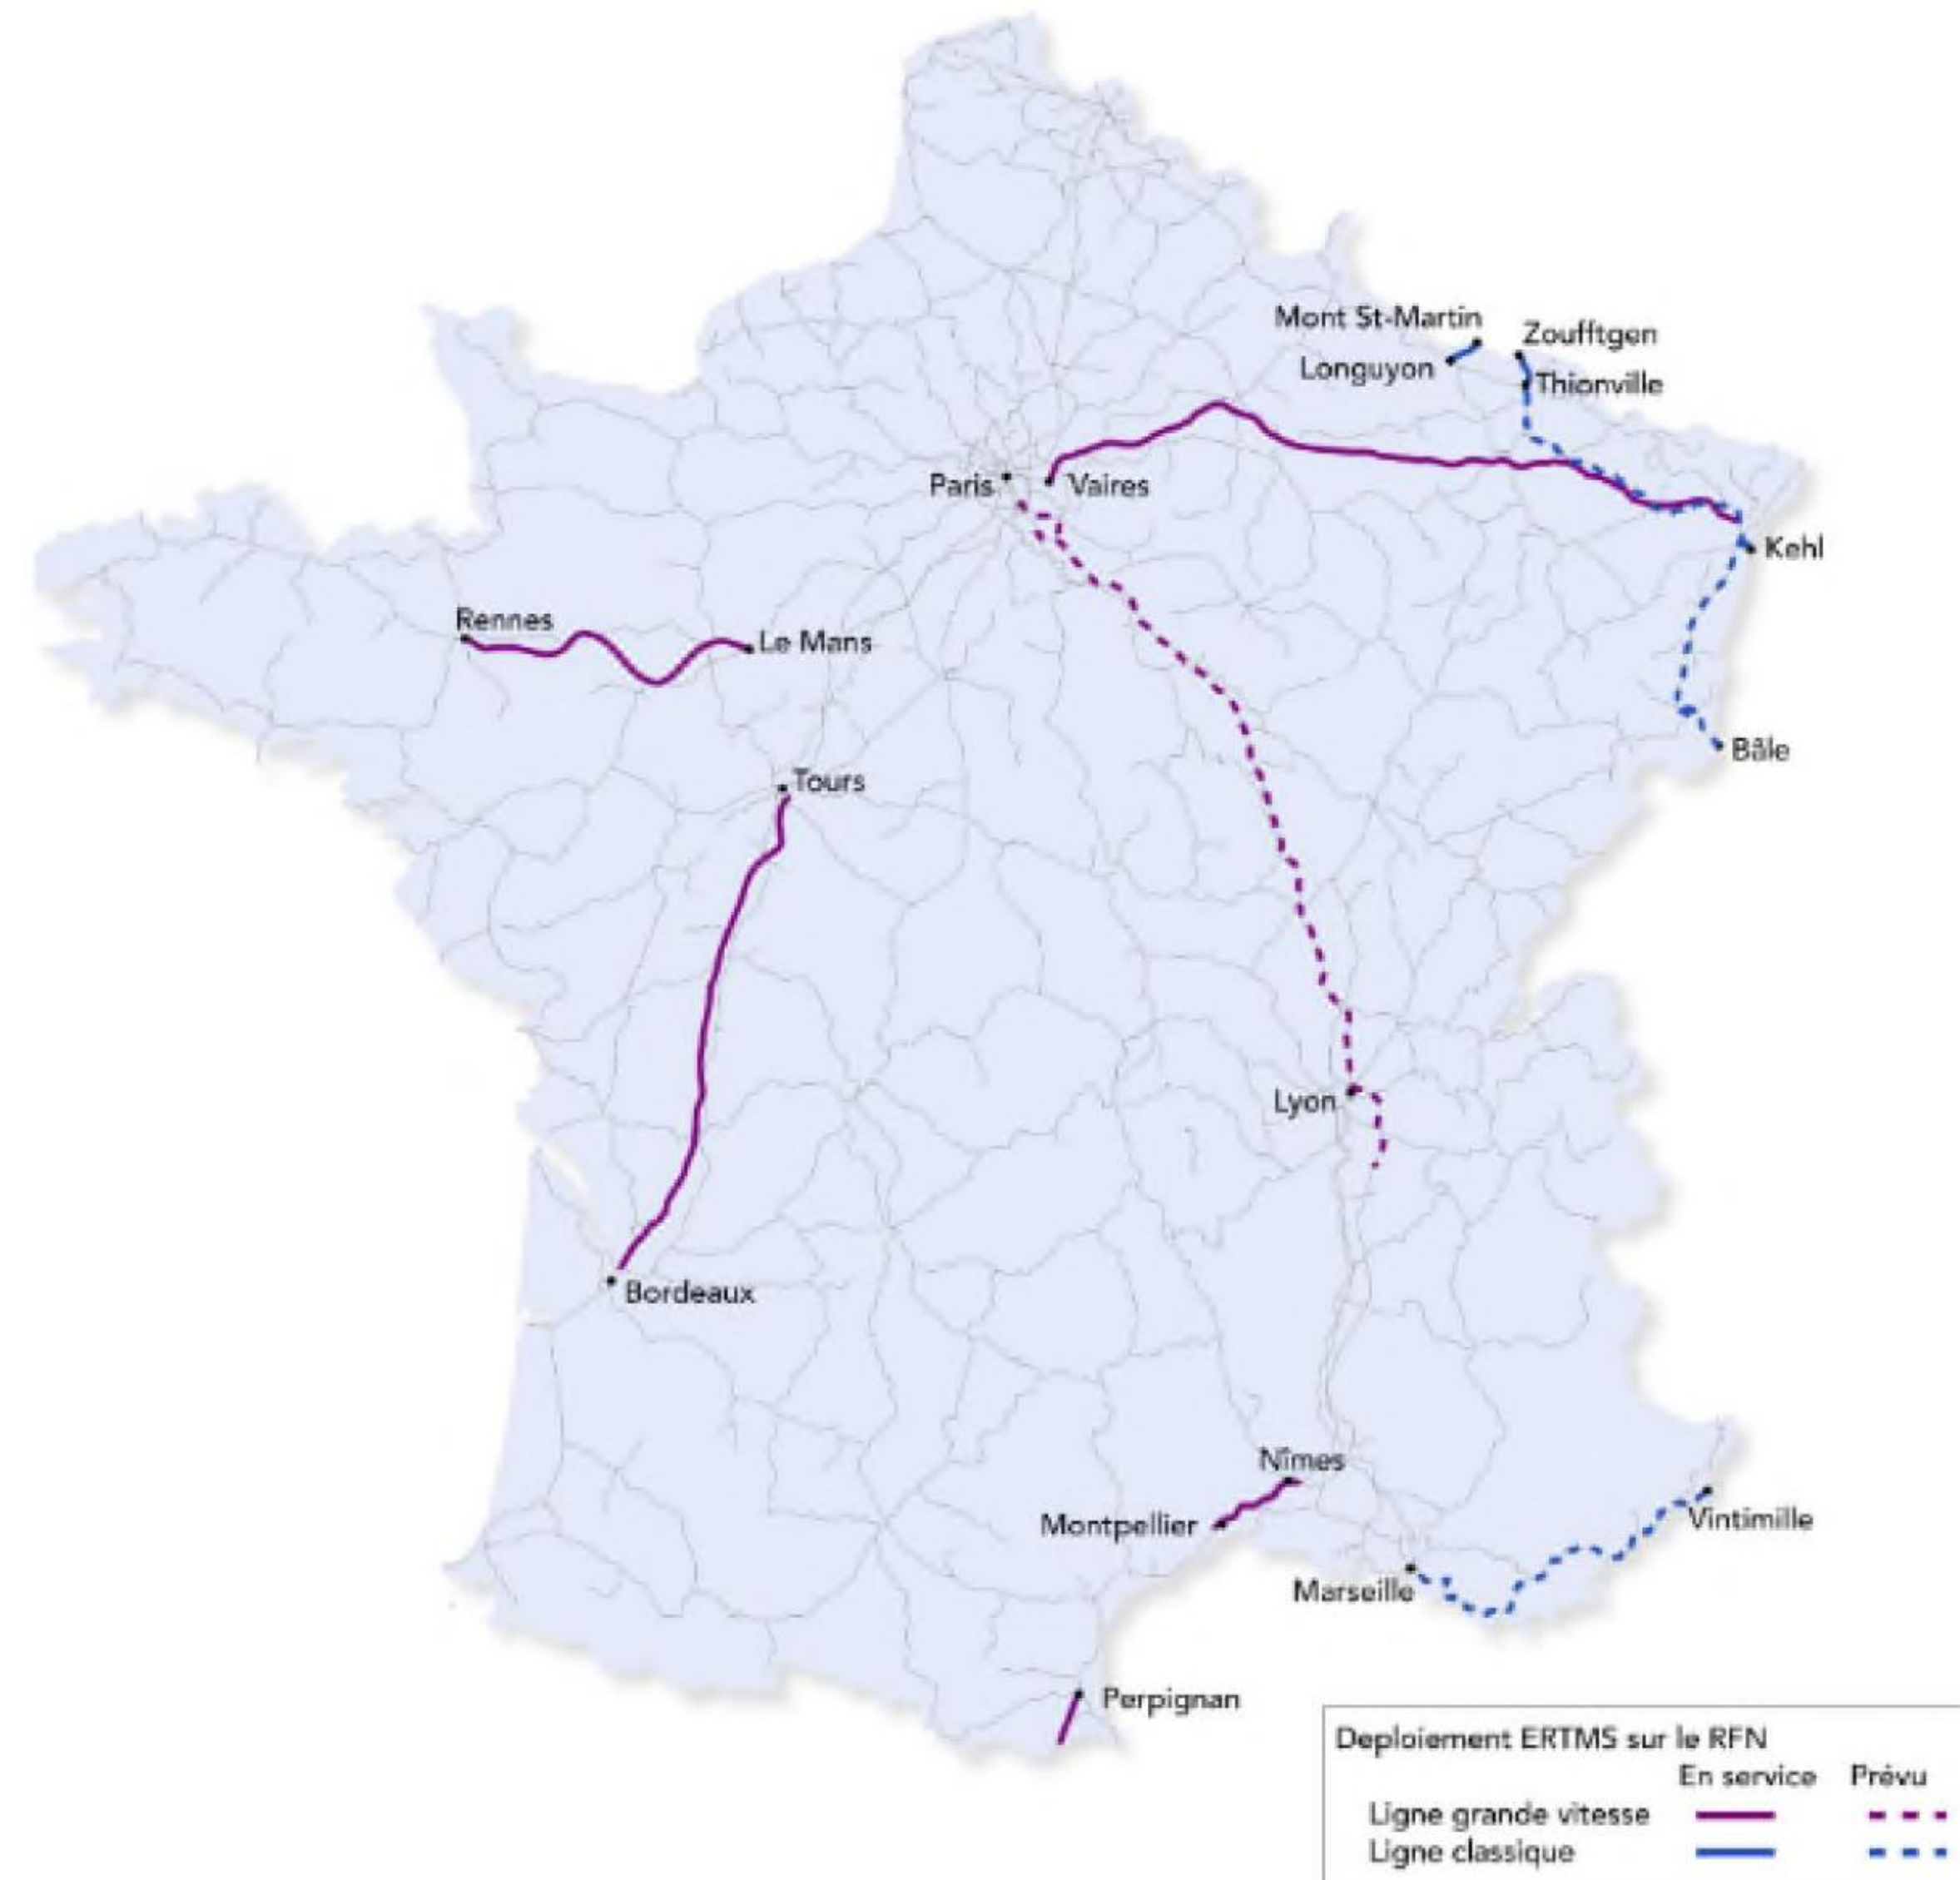 Mont St-Martin
Zoufftgen
Longuyon
Thionville
Paris
Vaires
Kehl
Rennes
Le Mans
Bâle
Tours
Lyon
Bordeaux
Nîmes
Montpellier
Vintimille
Marseille
Perpignan
Deploiement ERTMS sur le RFN
En service Prévu
Ligne grande vitesse
Ligne classique